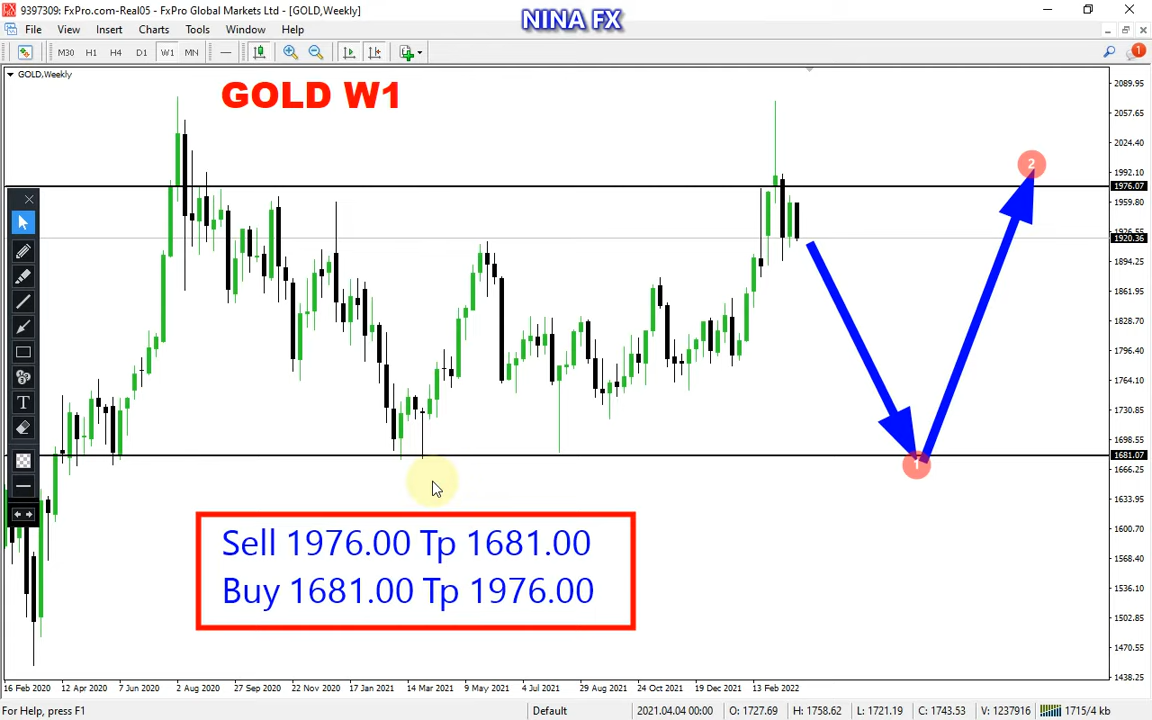 9397309: FxPro.com-Real05 - FxPro Global Markets Ltd - [GOLD,Weekly]
NINA FX
File View Insert Charts Tools Window Help
M30 H1 H4 D1 W1 MN
1
GOLD,Weekly
GOLD W1
2089.95
2057.65
2024.40
2
1992.10
1976.07
1959.80
1926.55
1920.36
1894.25
1861.95
1828.70
1796.40
1764.10
T
1730.85
1698.55
1681.07
1
1666.25
1633.95
1600.70
1568.40
1536.10
1502.85
1470.55
1438.25
Sell 1976.00 Tp 1681.00
Buy 1681.00 Tp 1976.00
16 Feb 2020 12 Apr 2020 7 Jun 2020 2 Aug 2020 27 Sep 2020 22 Nov 2020 17 Jan 2021 14 Mar 2021 9 May 2021 4 Jul 2021 29 Aug 2021 24 Oct 2021 19 Dec 2021 13 Feb 2022
For Help, press F1 Default 2021.04.04 00:00 O: 1727.69 H: 1758.62 L: 1721.19 C: 1743.53 V: 1237916 1715/4 kb